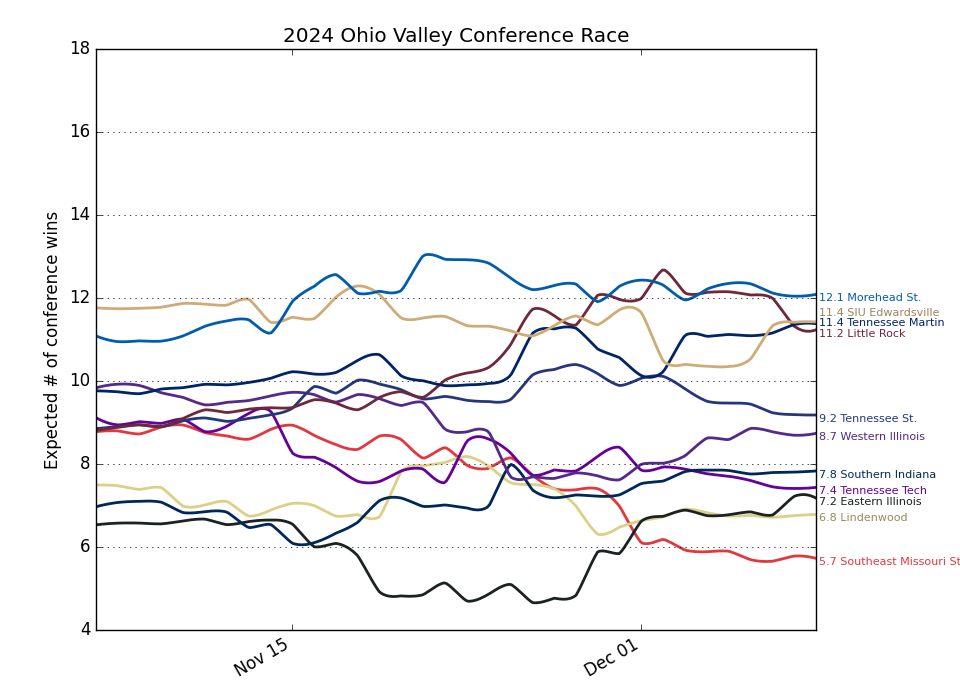 2024 Ohio Valley Conference Race
Expected # of conference wins
18
16
14
12
10
8
6
4
Nov 15
Dec 01
12.1 Morehead St.
11.4 SIU Edwardsville
11.4 Tennessee Martin
11.2 Little Rock
9.2 Tennessee St.
8.7 Western Illinois
7.8 Southern Indiana
7.4 Tennessee Tech
7.2 Eastern Illinois
6.8 Lindenwood
5.7 Southeast Missouri St